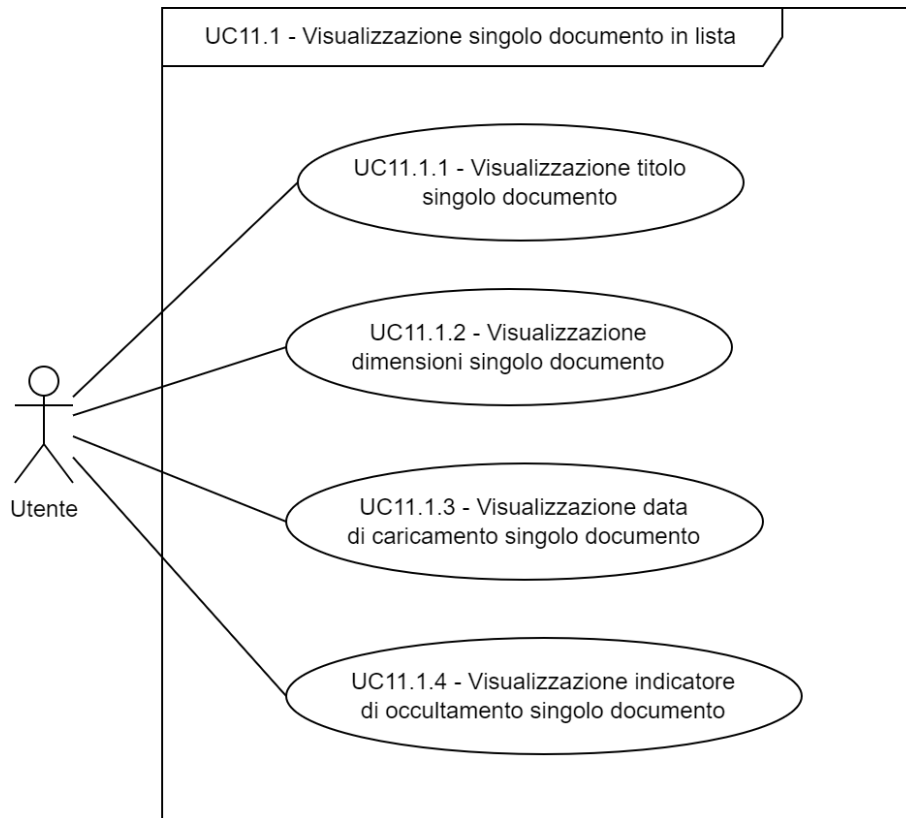 UC11.1 - Visualizzazione singolo documento in lista
UC11.1.1 - Visualizzazione titolo
singolo documento
UC11.1.2 - Visualizzazione
dimensioni singolo documento
UC11.1.3 - Visualizzazione data
di caricamento singolo documento
Utente
UC11.1.4 - Visualizzazione indicatore
di occultamento singolo documento